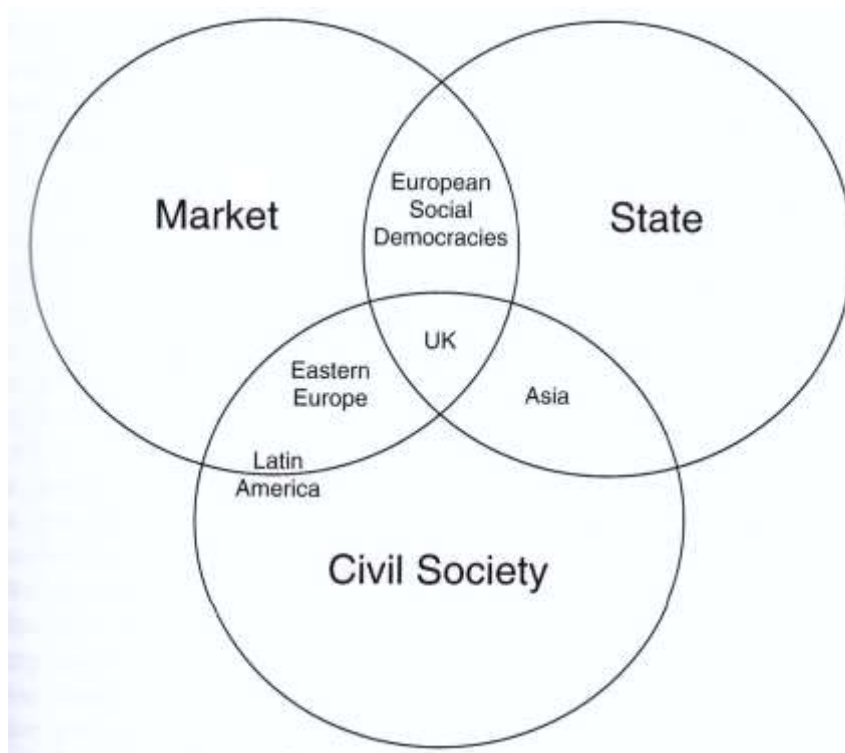 European
Social
Democracies
Market
State
UK
Eastern
Europe
Asia
Latin
America
Civil Society